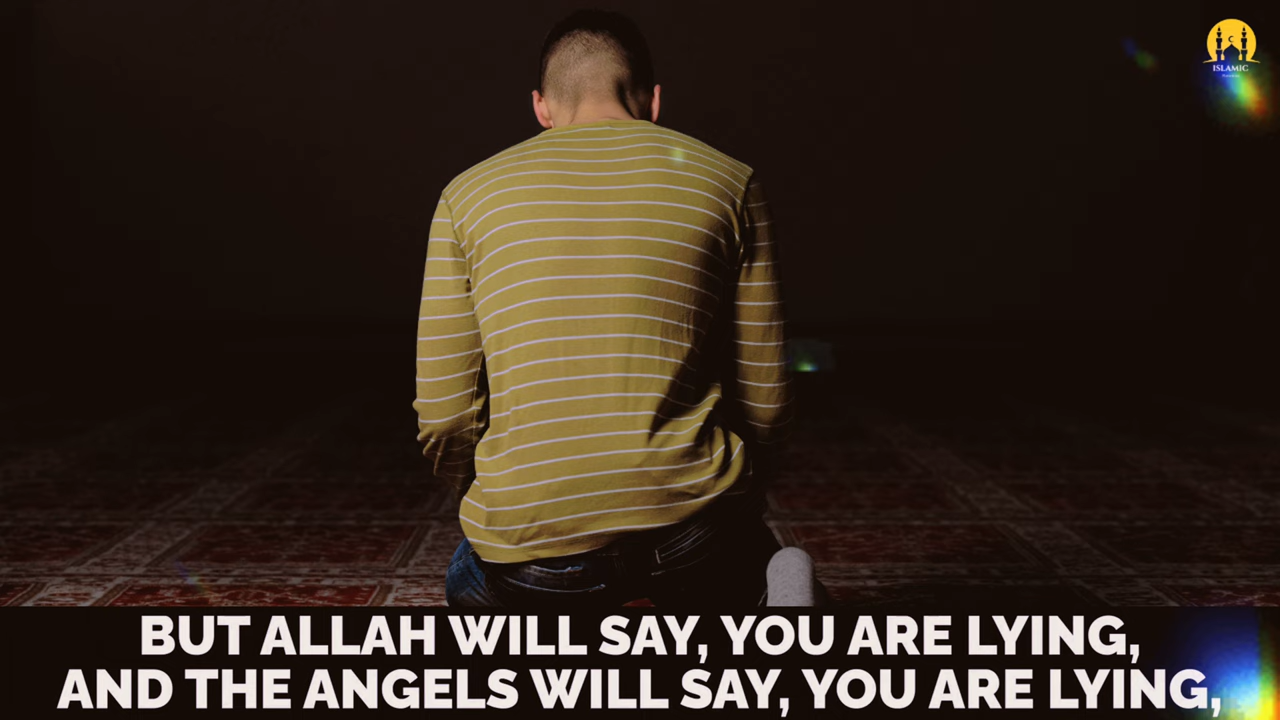 ISLAMIC
BUT ALLAH WILL SAY, YOU ARE LYING,
AND THE ANGELS WILL SAY, YOU ARE LYING,